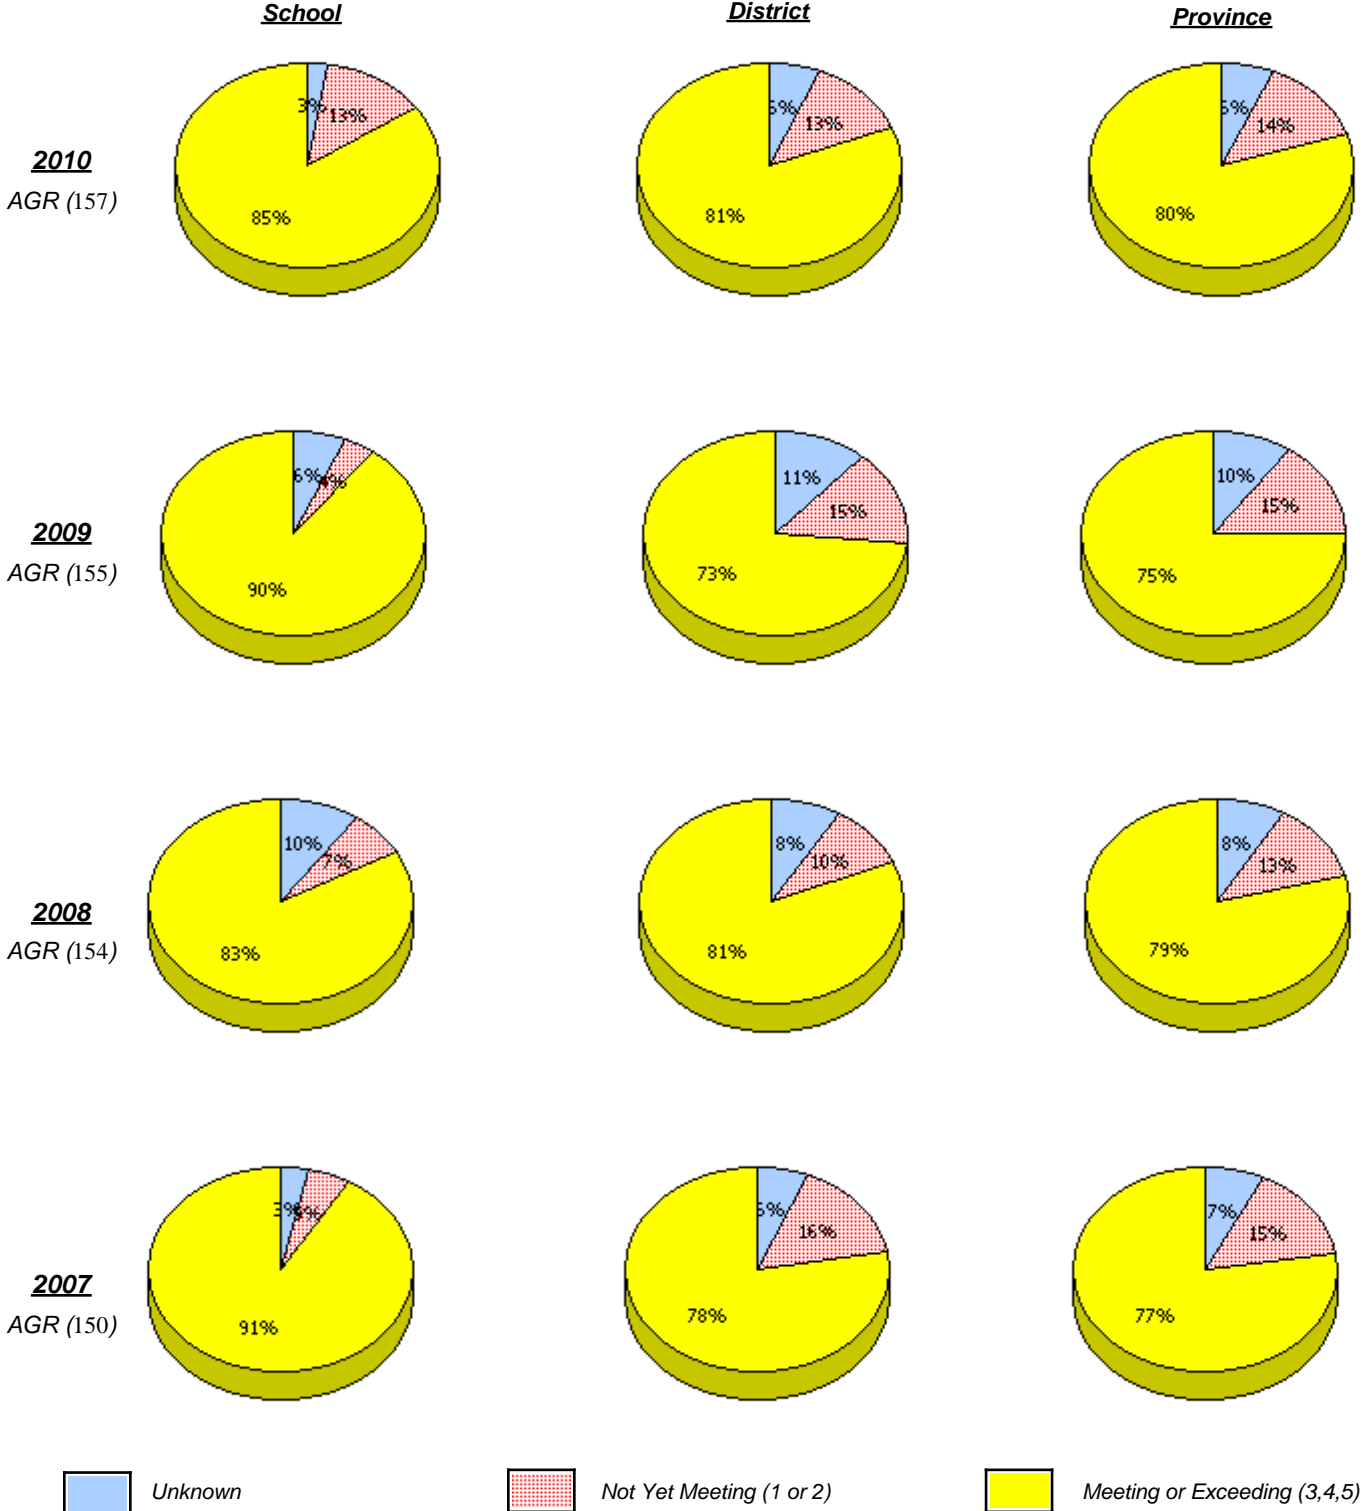 School District Province
2010
AGR (157)
3% 13% 85%
13% 81%
14% 80%
2009
AGR (155)
6% 4% 90%
11% 15% 73%
10% 15% 75%
2008
AGR (154)
10% 7% 83%
8% 10% 81%
8% 13% 79%
2007
AGR (150)
3% 91%
16% 78%
7% 15% 77%
Unknown Not Yet Meeting (1 or 2) Meeting or Exceeding (3,4,5)